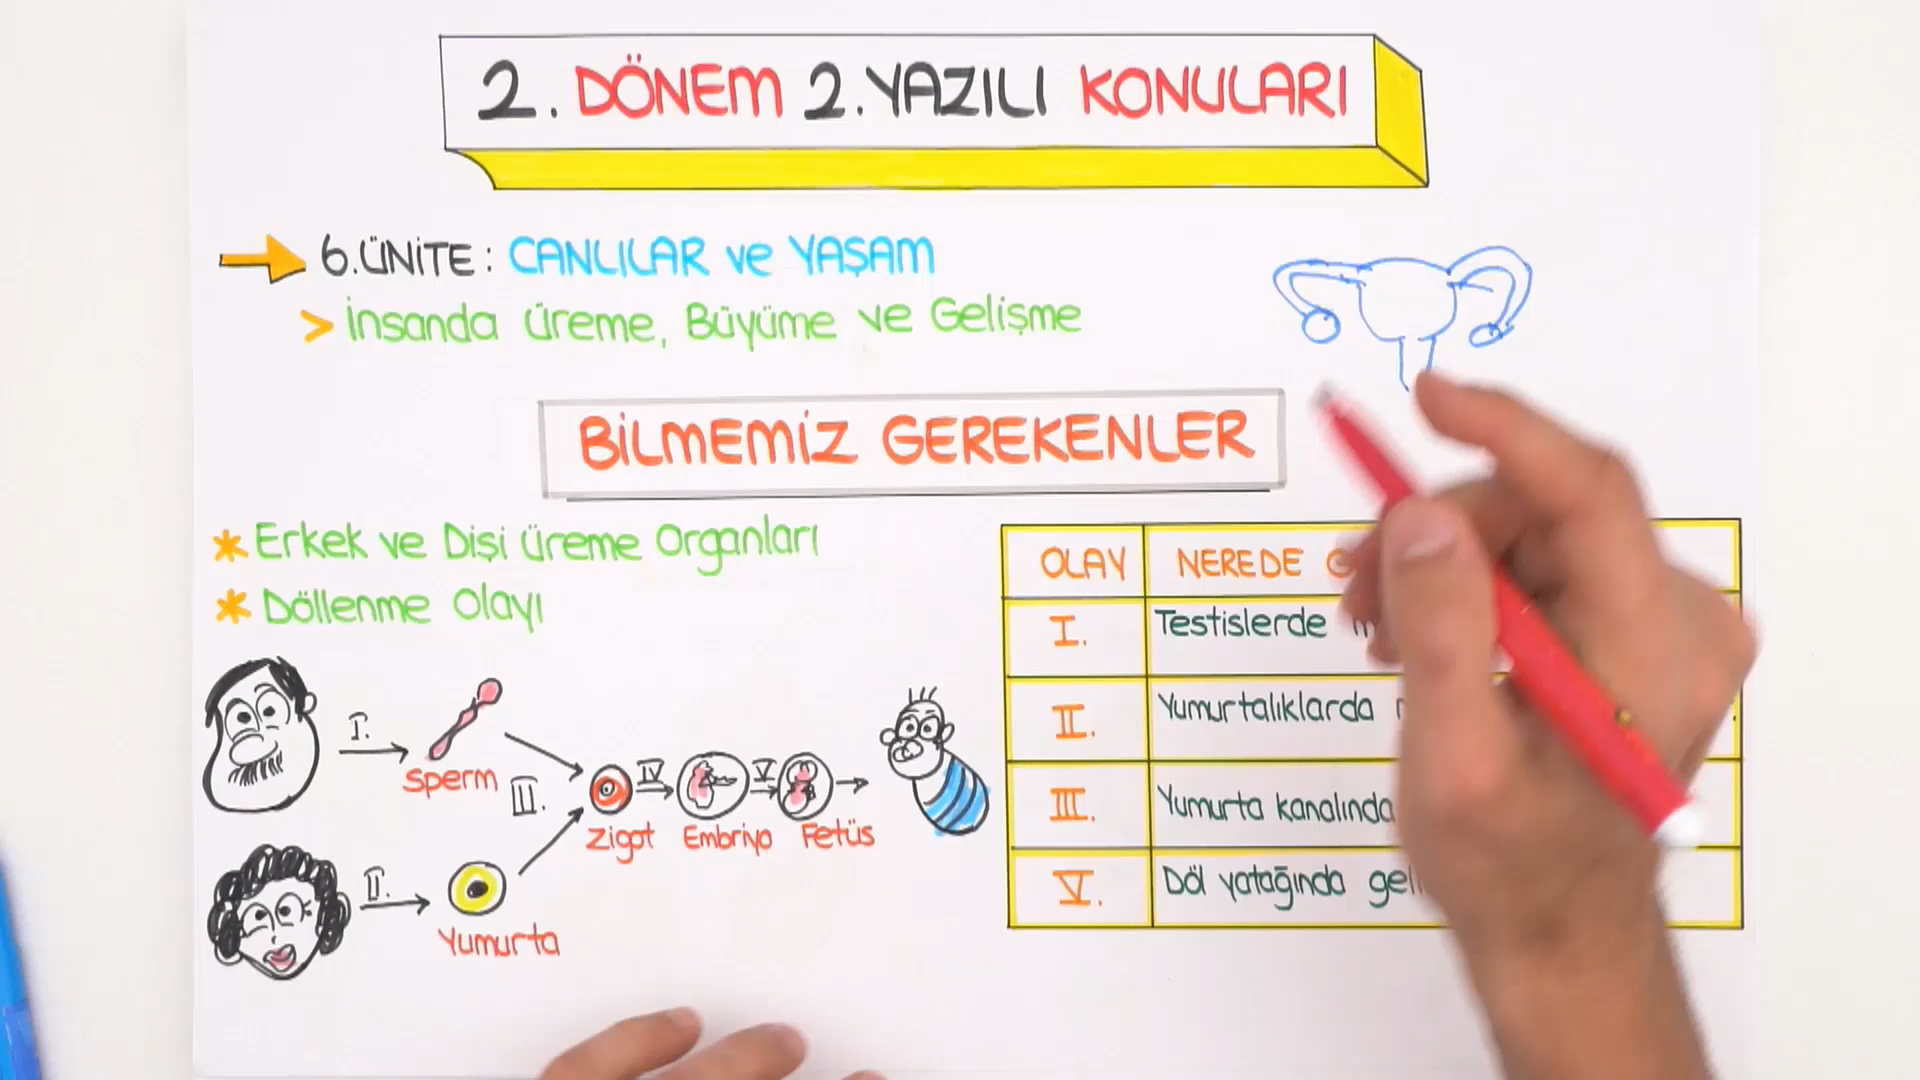 2. DÖNEM 2. YAZILI KONULARI
6. ÜNİTE: CANLILAR ve YAŞAM
> İnsanda Üreme, Büyüme ve Gelişme
BİLMEMİZ GEREKENLER
* Erkek ve Dişi Üreme Organları
* Döllenme Olayı
I.
Sperm
II.
Yumurta
III.
Zigot
IV
Embriyo
V
Fetüs
OLAY NEREDE
I. Testislerde
II. Yumurtalıklarda
III. Yumurta kanalında
V. Döl yatağında